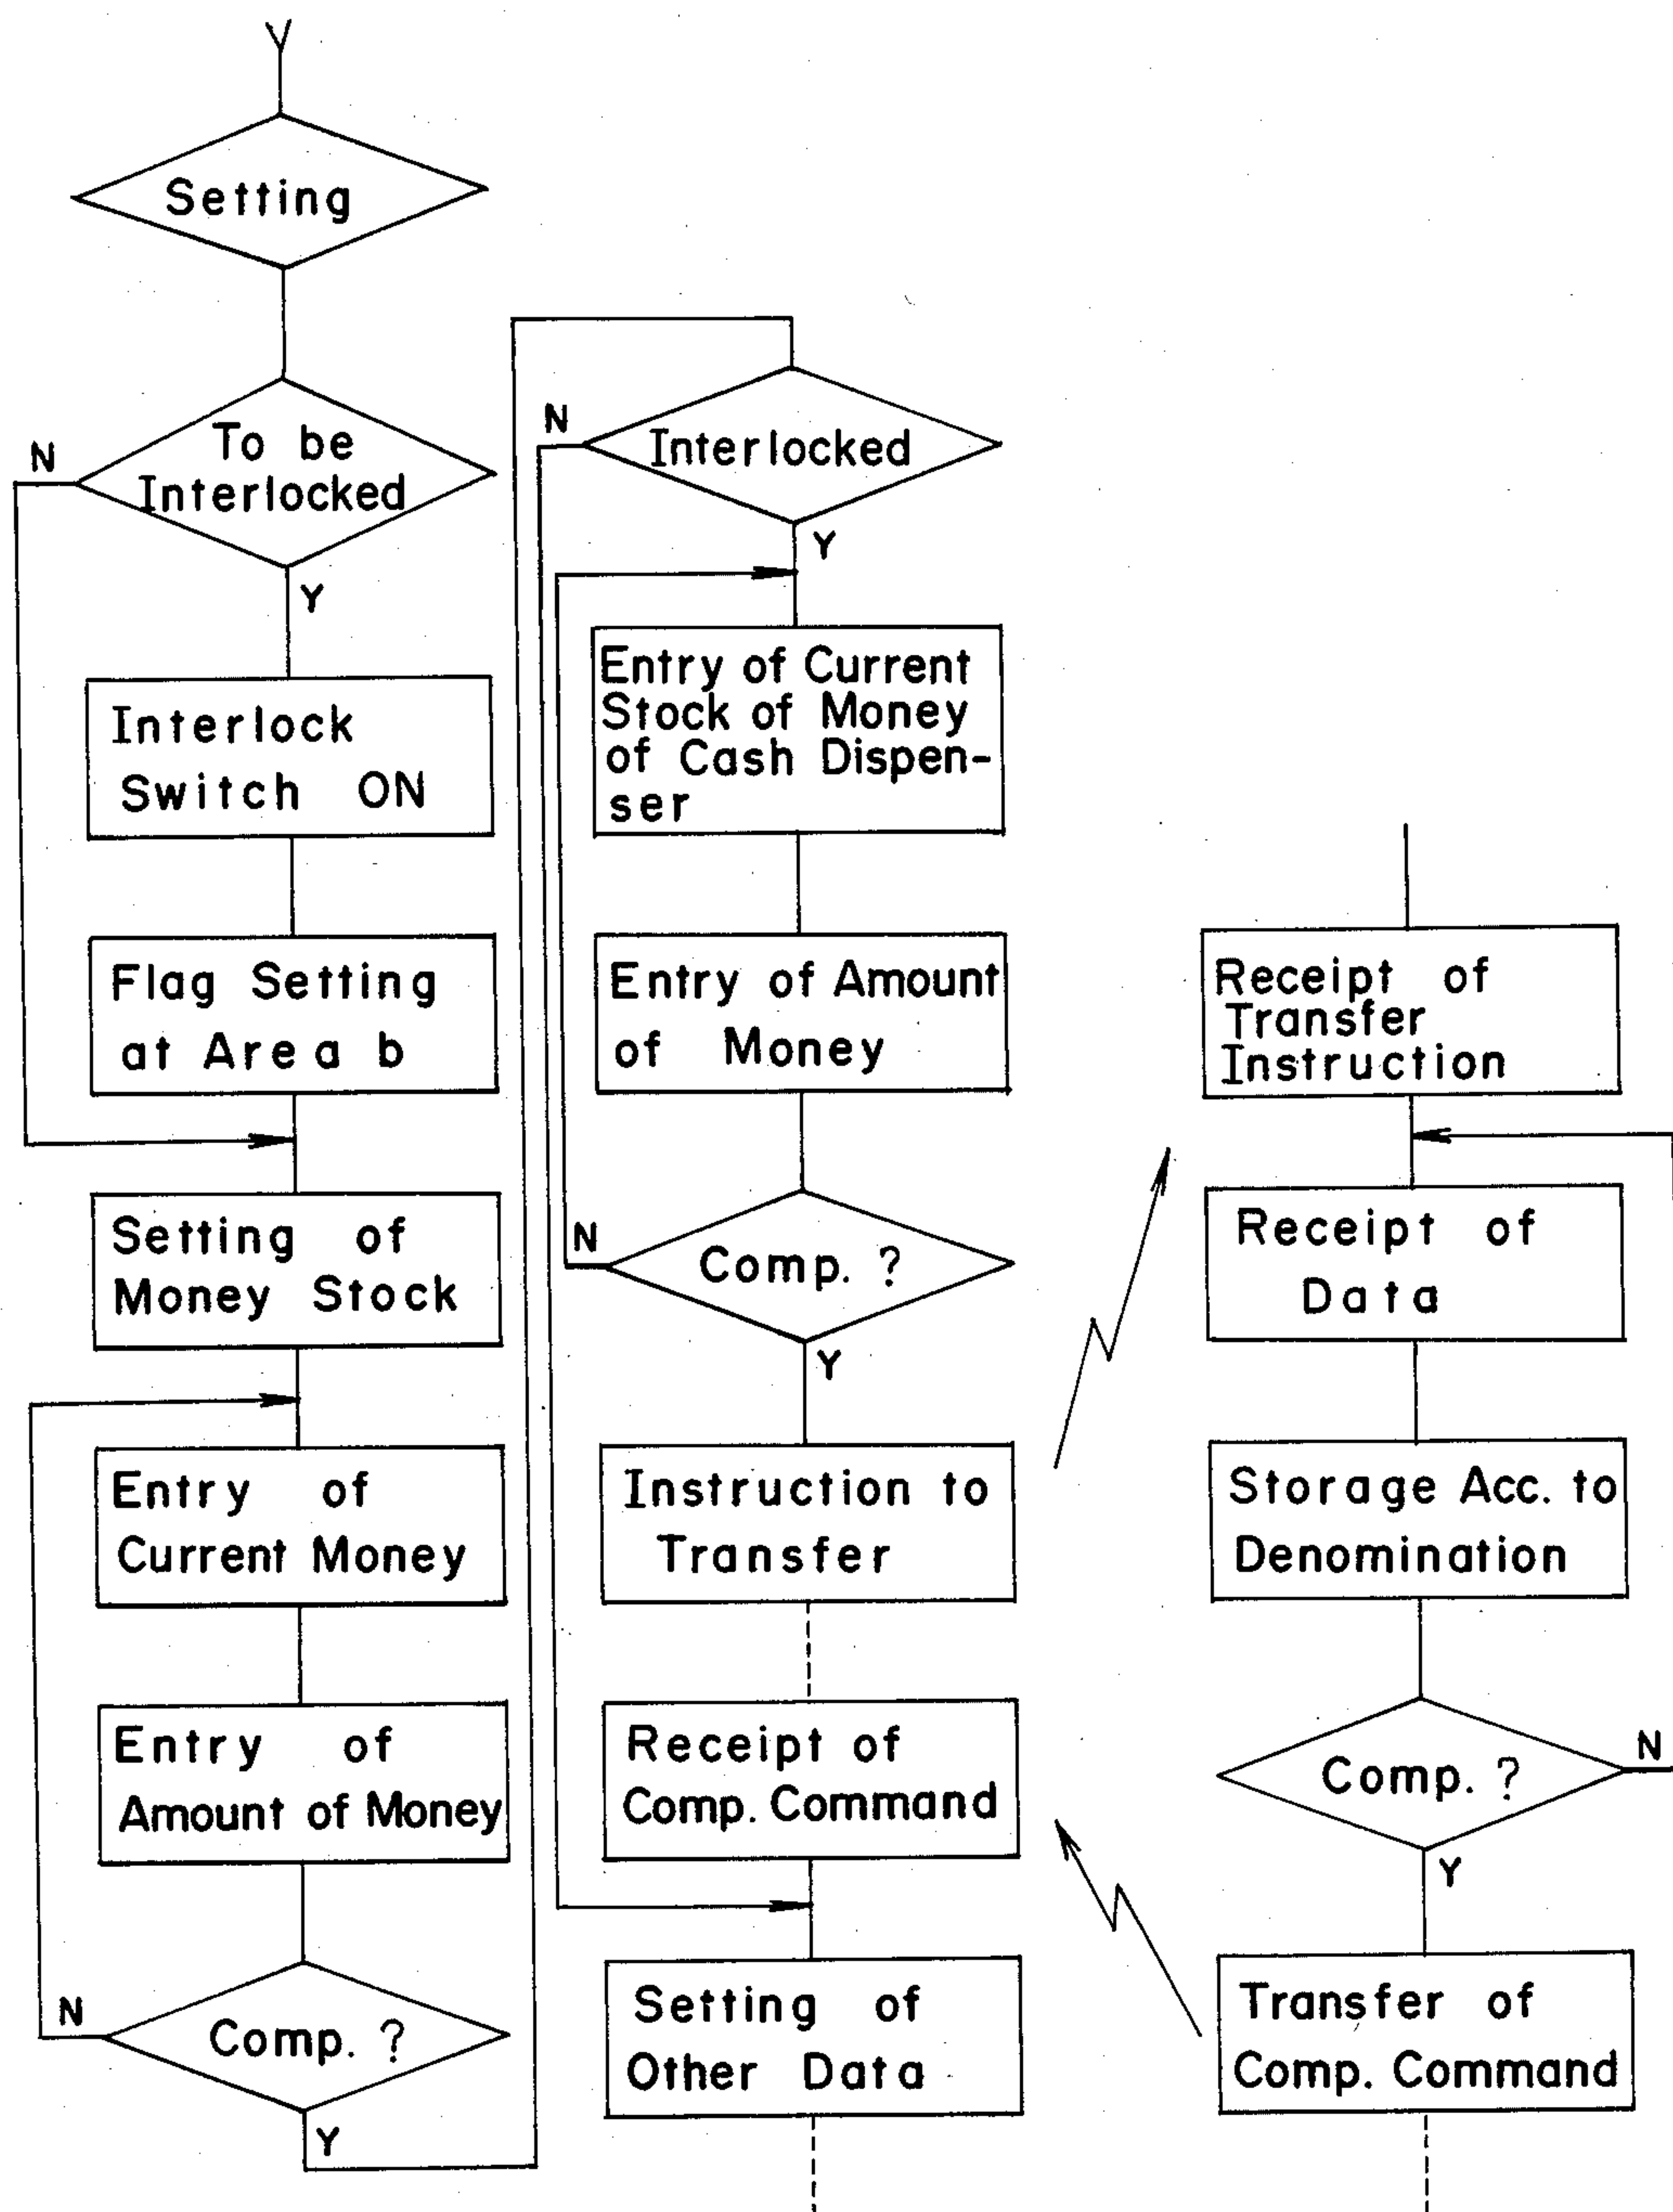 Setting
To be
Interlocked
N
Y
Interlock
Switch ON
Flag Setting
at Area b
Setting of
Money Stock
Entry of
Current Money
Entry of
Amount of Money
Comp. ?
N
Y
Interlocked
N
Y
Entry of Current
Stock of Money
of Cash Dispen-
ser
Entry of Amount
of Money
Comp. ?
N
Y
Instruction to
Transfer
Receipt of
Comp. Command
Setting of
Other Data
Receipt of
Transfer
Instruction
Receipt of
Data
Storage Acc. to
Denomination
Comp. ?
N
Y
Transfer of
Comp. Command